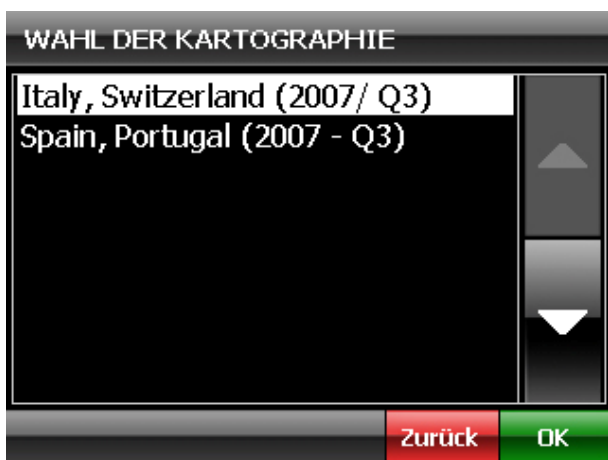 WAHL DER KARTOGRAPHIE
Italy, Switzerland (2007/ Q3)
Spain, Portugal (2007 - Q3)
Zurück OK